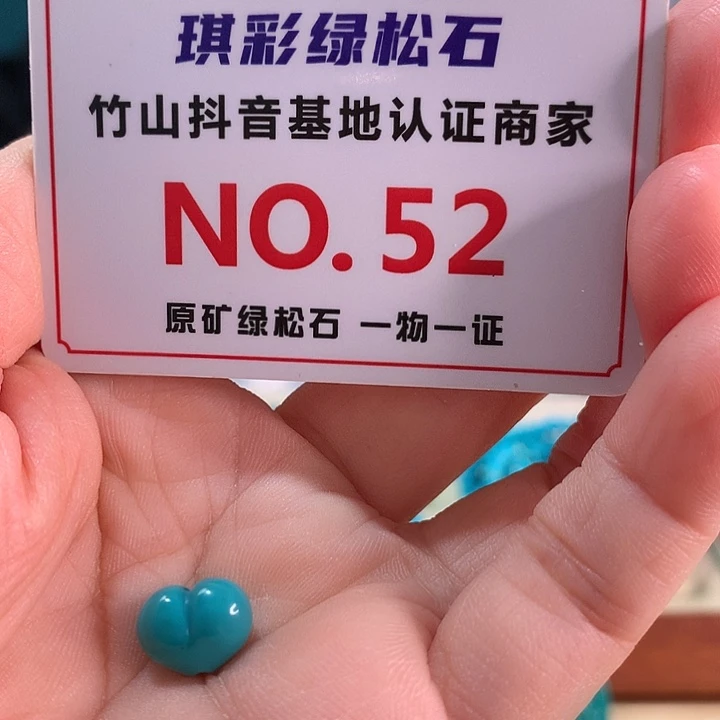 琪彩绿松石
竹山抖音基地认证商家
NO.52
原矿绿松石 一物一证